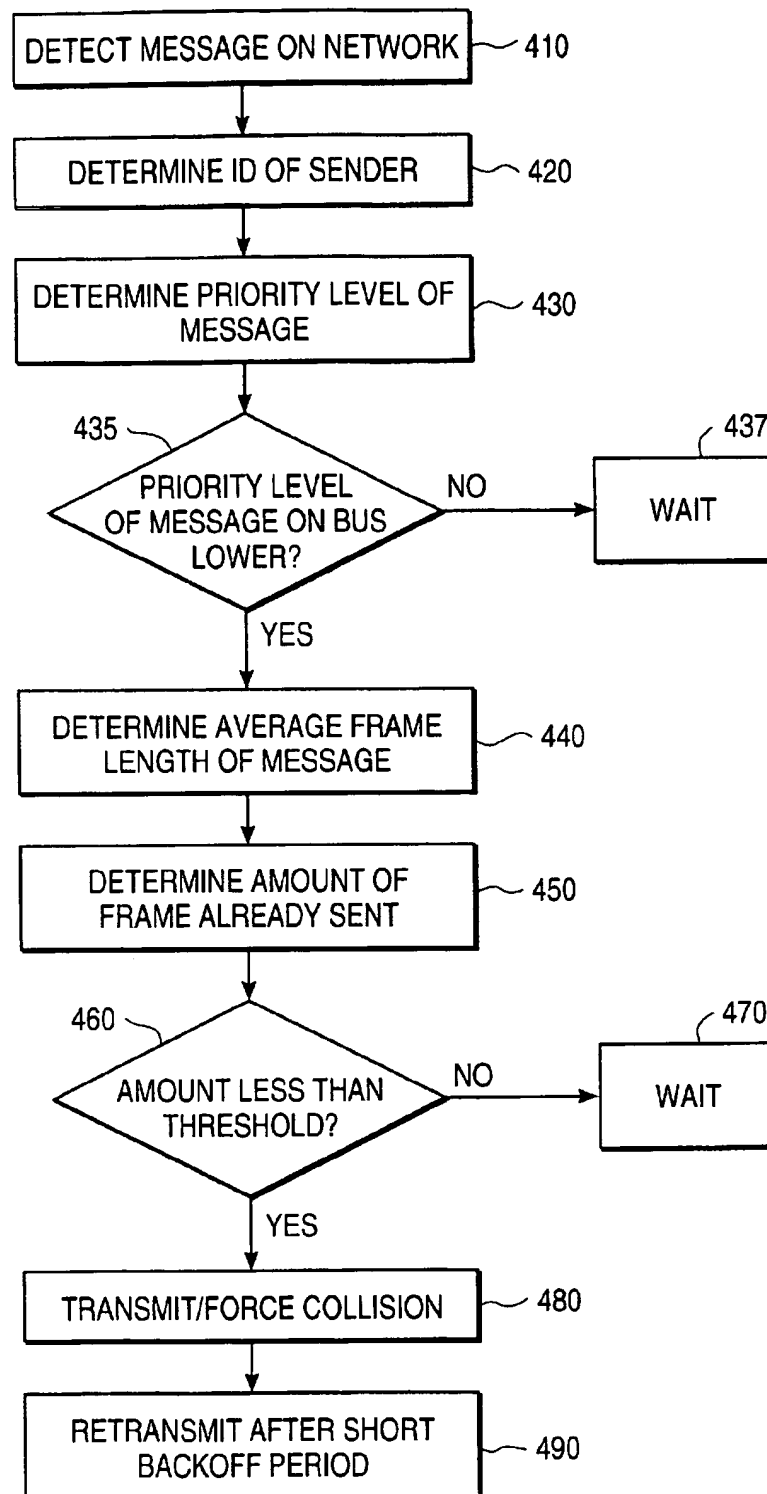 DETECT MESSAGE ON NETWORK
410
DETERMINE ID OF SENDER
420
DETERMINE PRIORITY LEVEL OF
MESSAGE
430
435
PRIORITY LEVEL
OF MESSAGE ON BUS
LOWER?
NO
437
WAIT
YES
DETERMINE AVERAGE FRAME
LENGTH OF MESSAGE
440
DETERMINE AMOUNT OF
FRAME ALREADY SENT
450
460
AMOUNT LESS THAN
THRESHOLD?
NO
470
WAIT
YES
TRANSMIT/FORCE COLLISION
480
RETRANSMIT AFTER SHORT
BACKOFF PERIOD
490